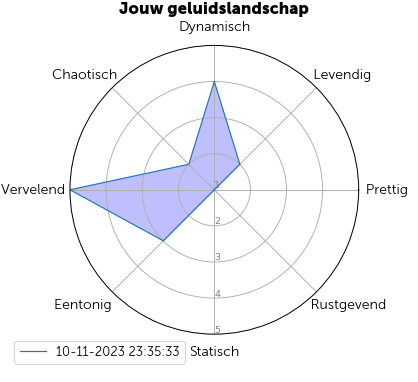 Jouw geluidslandschap
Dynamisch
Chaotisch
Levendig
Vervelend
1
Prettig
2
3
4
Eentonig
Rustgevend
5
10-11-2023 23:35:33
Statisch